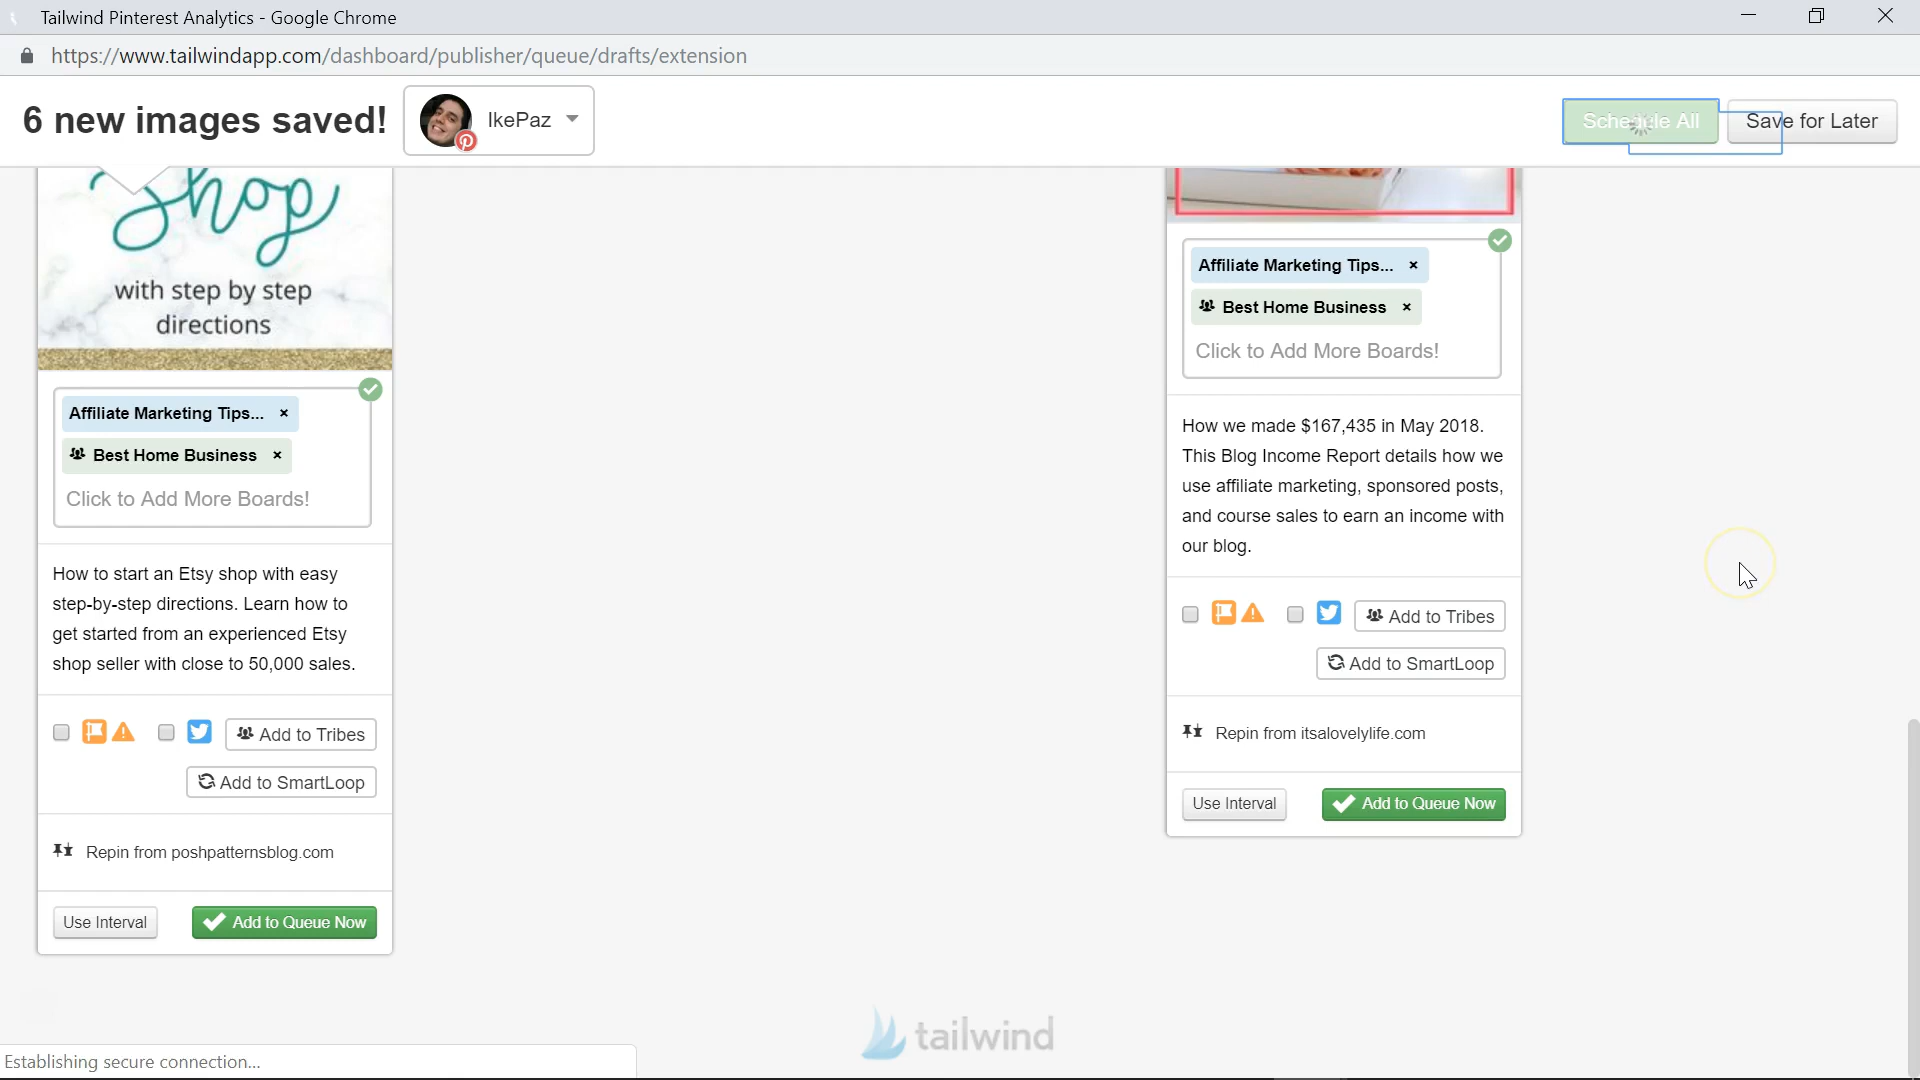 Tailwind Pinterest Analytics - Google Chrome
https://www.tailwindapp.com/dashboard/publisher/queue/drafts/extension
6 new images saved!
IkePaz
Schedule All
Save for Later
Shop
with step by step
directions
Affiliate Marketing Tips... ×
Best Home Business ×
Click to Add More Boards!
How to start an Etsy shop with easy
step-by-step directions. Learn how to
get started from an experienced Etsy
shop seller with close to 50,000 sales.
Add to Tribes
Add to SmartLoop
Repin from poshpatternsblog.com
Use Interval
Add to Queue Now
Affiliate Marketing Tips... ×
Best Home Business ×
Click to Add More Boards!
How we made $167,435 in May 2018.
This Blog Income Report details how we
use affiliate marketing, sponsored posts,
and course sales to earn an income with
our blog.
Add to Tribes
Add to SmartLoop
Repin from itsalovelylife.com
Use Interval
Add to Queue Now
tailwind
Establishing secure connection...